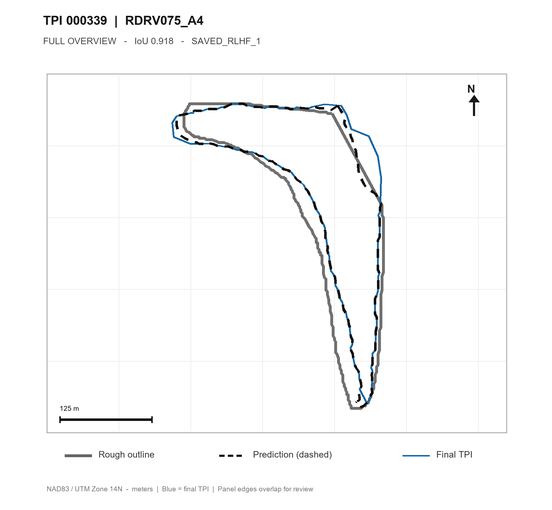 TPI 000339 | RDRV075_A4
FULL OVERVIEW - IoU 0.918 - SAVED_RLHF_1
N
125 m
Rough outline
Prediction (dashed)
Final TPI
NAD83 / UTM Zone 14N - meters | Blue = final TPI | Panel edges overlap for review